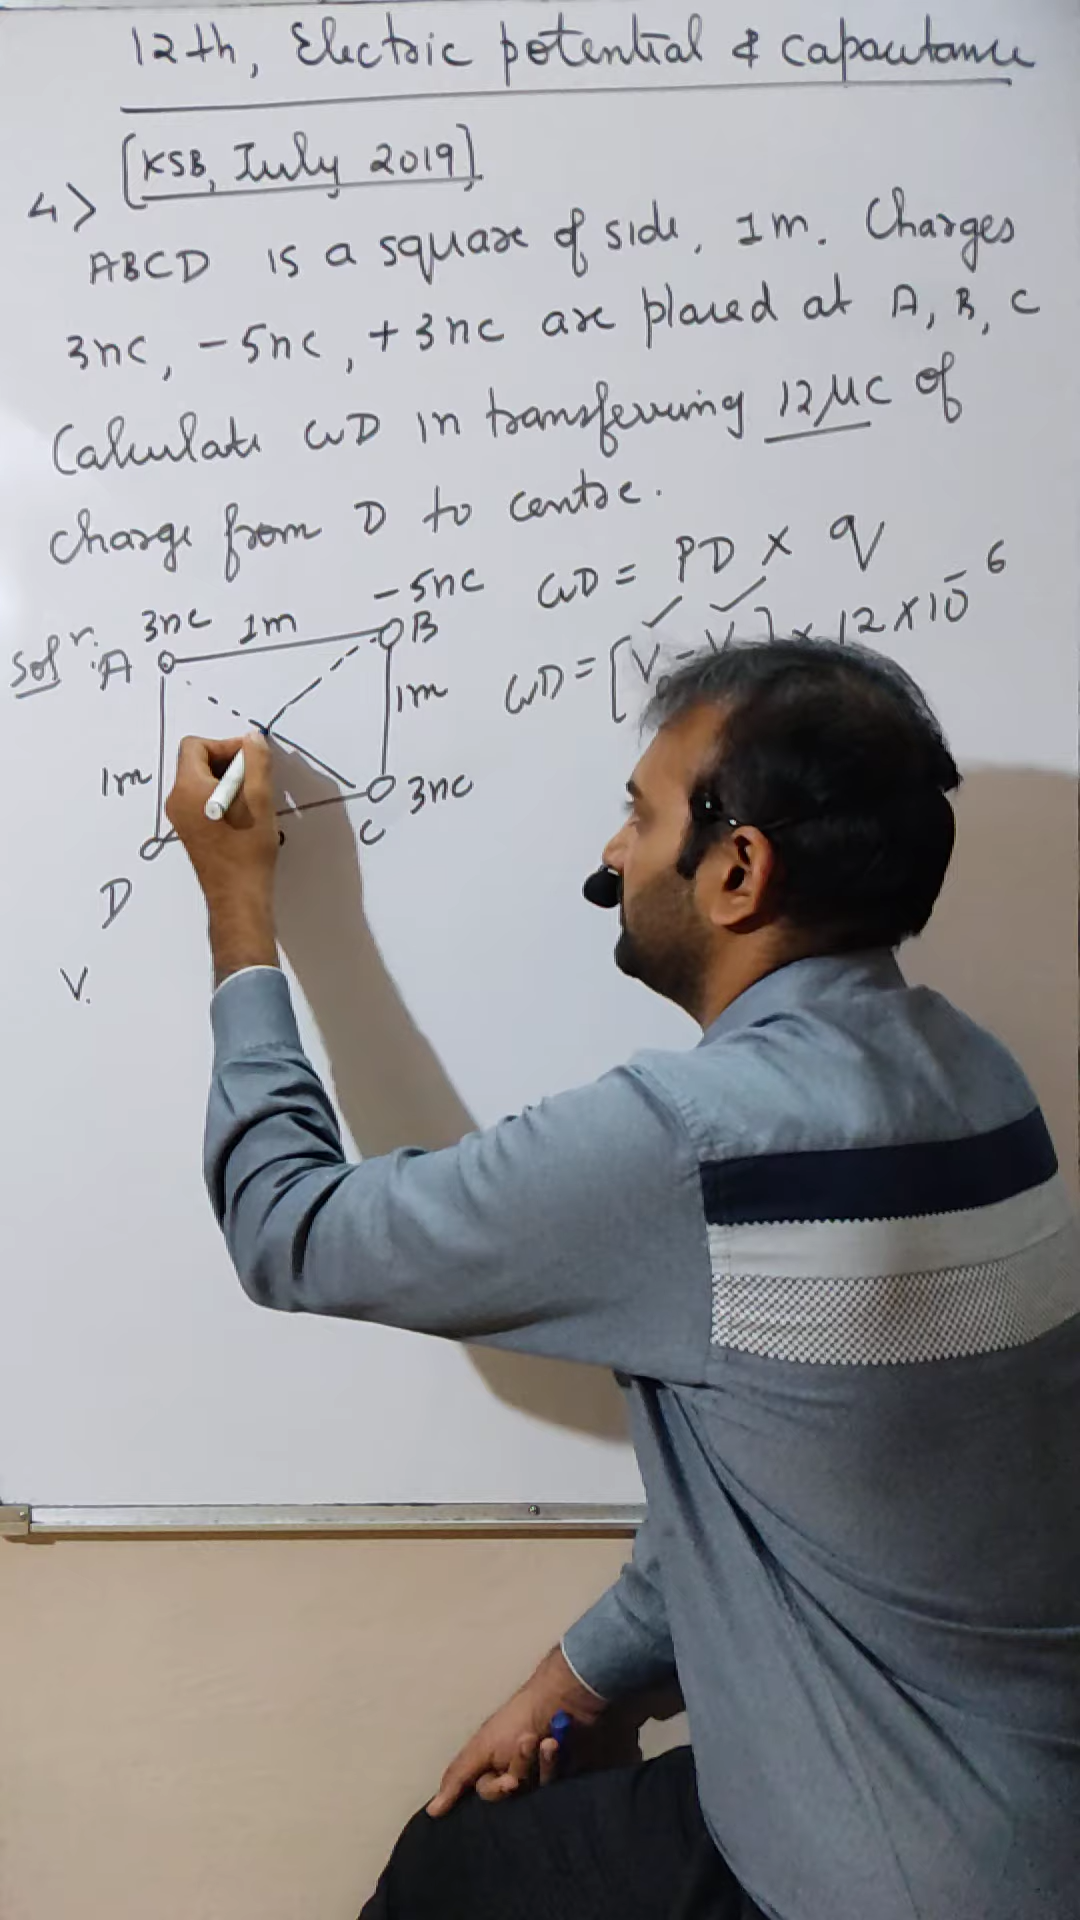 12th, Electric potential & capacitance
[KSB, July 2019]
4>
ABCD is a square of side, 1m. Charges
3nc, -5nc, +3nc are placed at A, B, C
Calculate WD in transferring 12μc of
charge from D to centre.
Solⁿ:
WD = PD × q
WD = [V - V] × 12 × 10⁻⁶
3nc 1m -5nc
A B
1m 1m
3nc
D C
V.